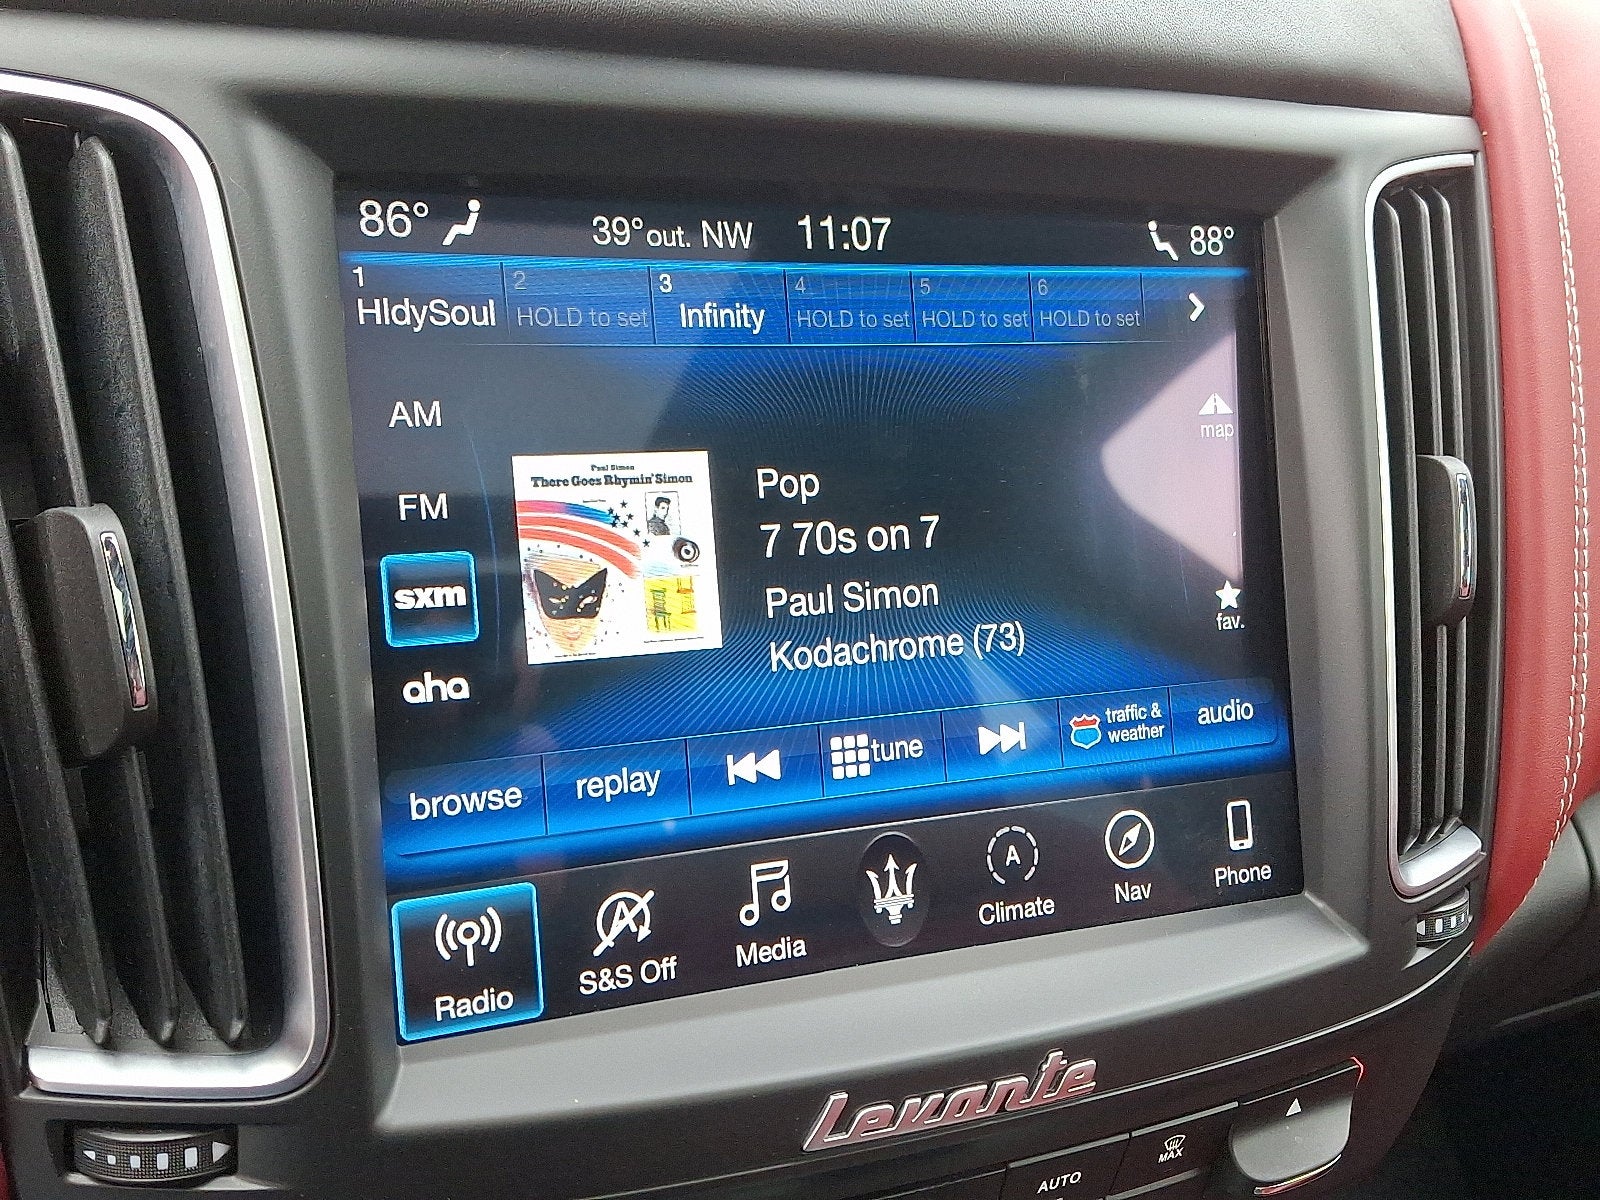 86° 39° out. NW 11:07 88°
1 2 3 4 5 6
HldySoul HOLD to set Infinity HOLD to set HOLD to set HOLD to set
AM
map
FM
Paul Simon
There Goes Rhymin' Simon
Pop
7 70s on 7
Paul Simon
Kodachrome (73)
sxm
fav.
aha
browse replay tune traffic & weather audio
Radio S&S Off Media A Climate Nav Phone
Levante
AUTO MAX